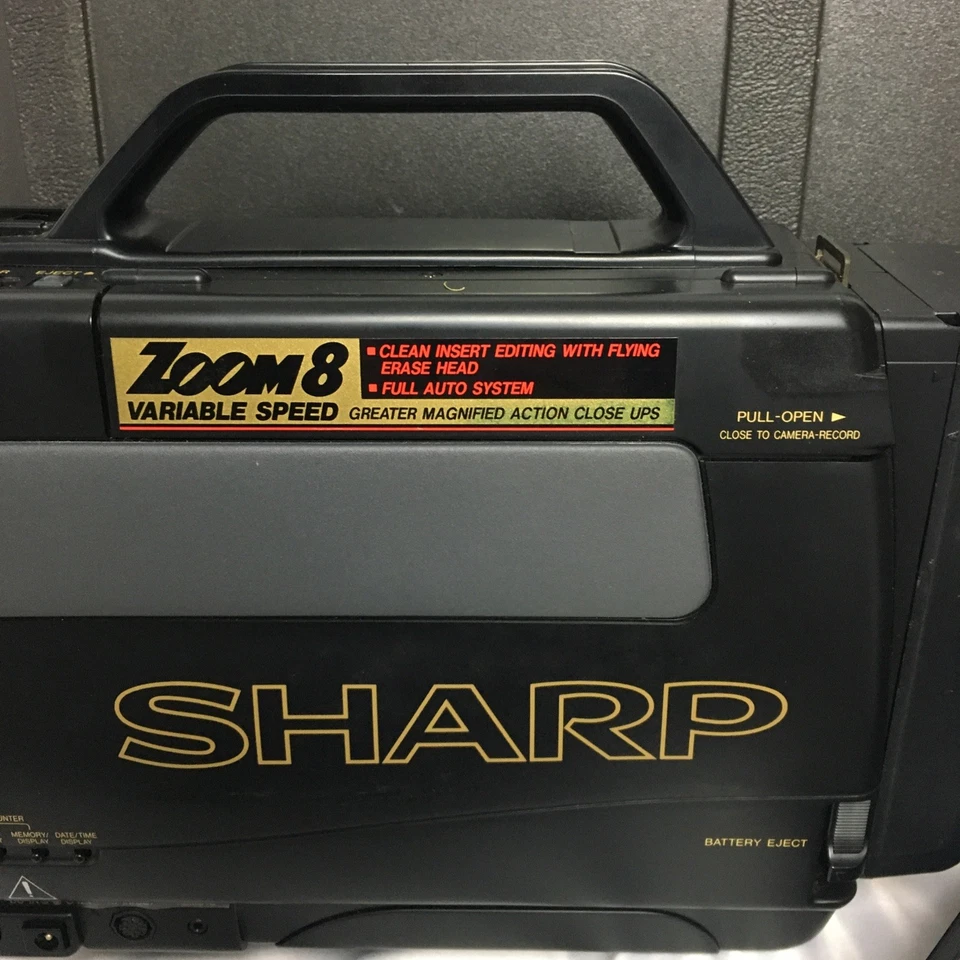 EJECT
ZOOM 8
■ CLEAN INSERT EDITING WITH FLYING
ERASE HEAD
■ FULL AUTO SYSTEM
VARIABLE SPEED GREATER MAGNIFIED ACTION CLOSE UPS
PULL-OPEN ►
CLOSE TO CAMERA-RECORD
SHARP
MEMORY/ DATE/TIME
DISPLAY DISPLAY
BATTERY EJECT